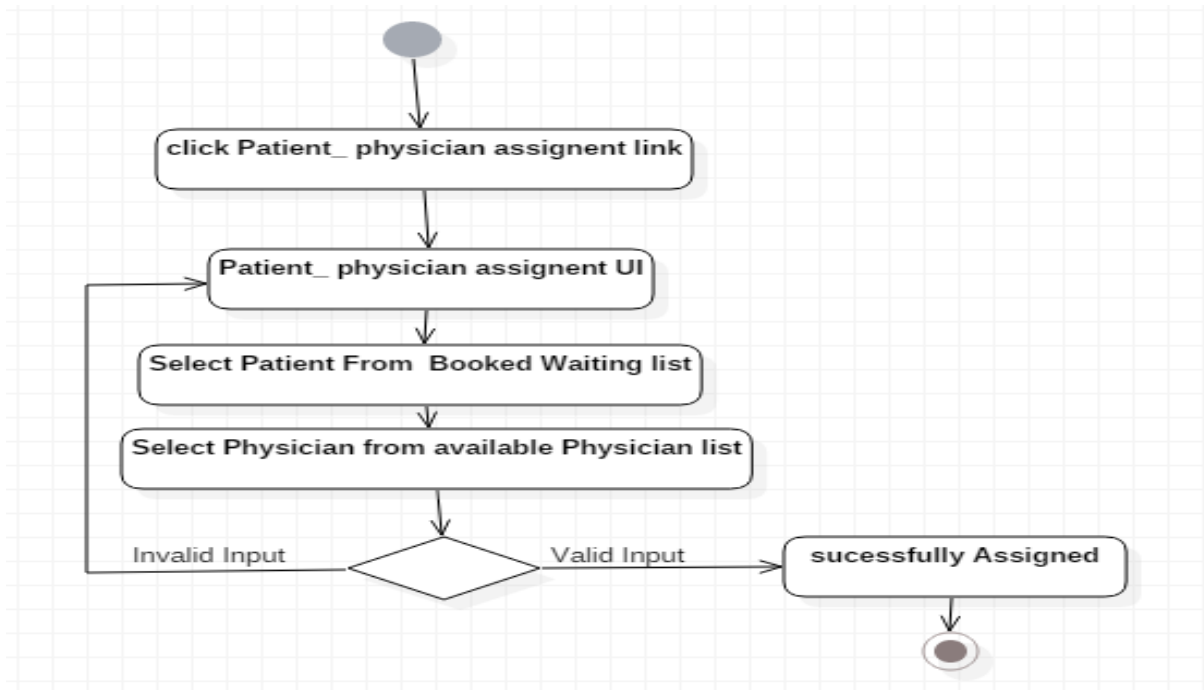 click Patient_ physician assignent link
Patient_ physician assignent UI
Select Patient From  Booked Waiting list
Select Physician from available Physician list
Invalid Input
Valid Input
sucessfully Assigned